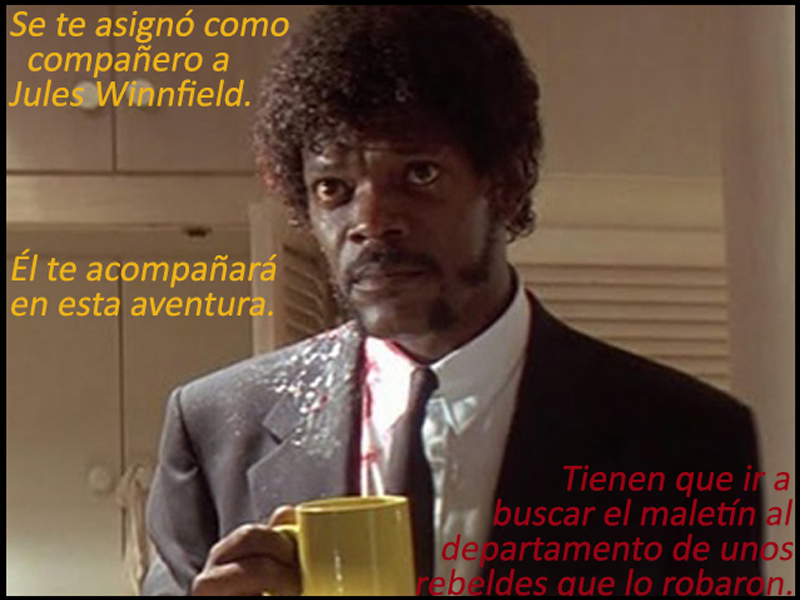 Se te asignó como
compañero a
Jules Winnfield.
Él te acompañará
en esta aventura.
Tienen que ir a
buscar el maletín al
departamento de unos
rebeldes que lo robaron.